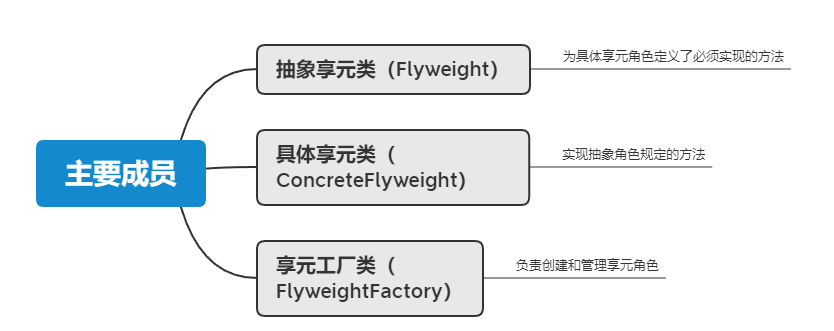 抽象享元类（Flyweight）
为具体享元角色定义了必须实现的方法
主要成员
具体享元类（
ConcreteFlyweight）
实现抽象角色规定的方法
享元工厂类（
FlyweightFactory）
负责创建和管理享元角色